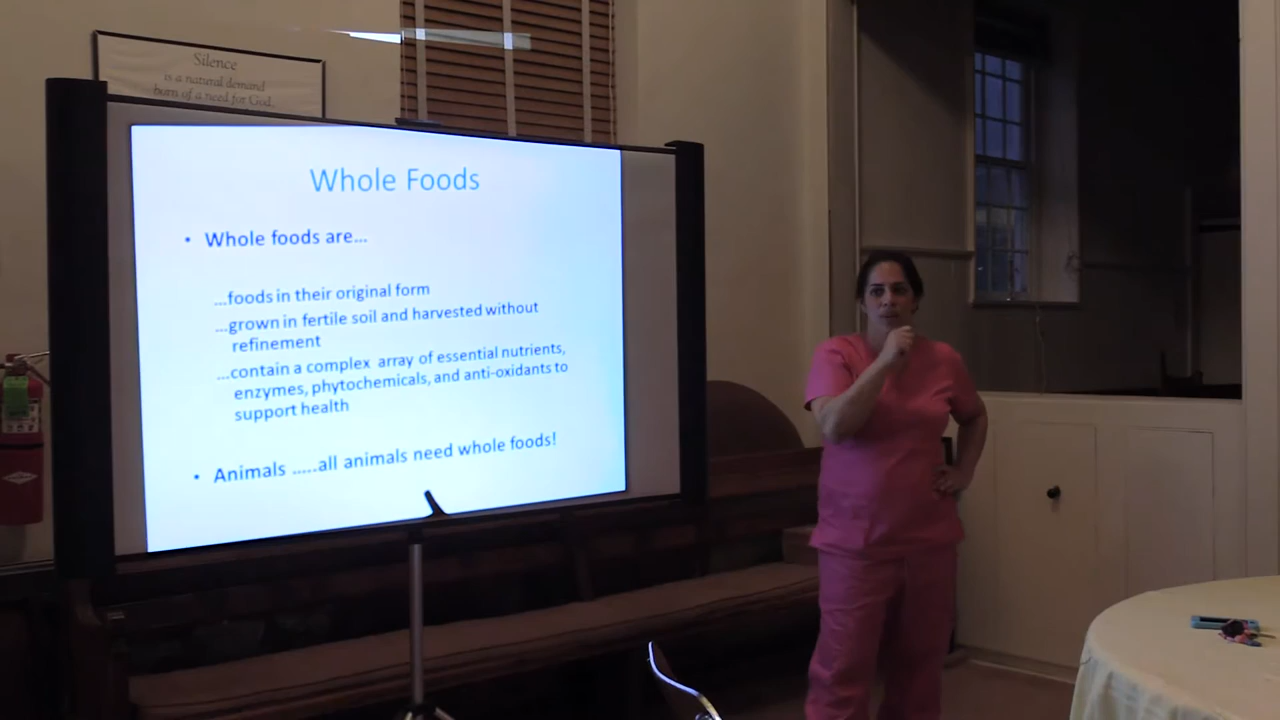 Silence
is a natural demand
born of a need for God,
Whole Foods
• Whole foods are...
...foods in their original form
...grown in fertile soil and harvested without
refinement
...contain a complex array of essential nutrients,
enzymes, phytochemicals, and anti-oxidants to
support health
• Animals .....all animals need whole foods!